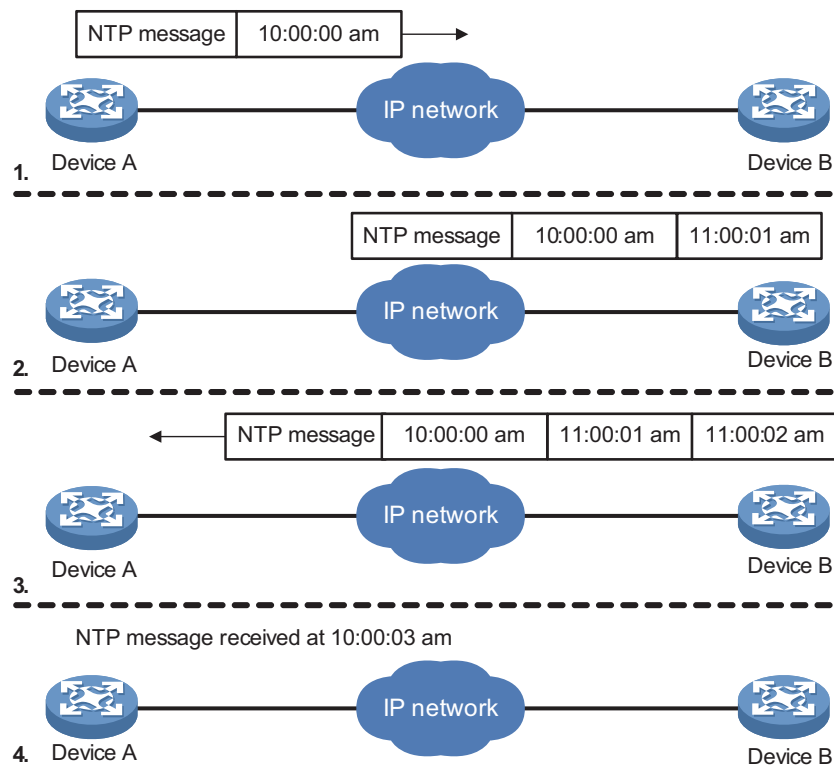 NTP message 10:00:00 am
IP network
Device A
Device B
1.
NTP message 10:00:00 am 11:00:01 am
IP network
Device A
Device B
2.
NTP message 10:00:00 am 11:00:01 am 11:00:02 am
IP network
Device A
Device B
3.
NTP message received at 10:00:03 am
IP network
4.
Device A
Device B